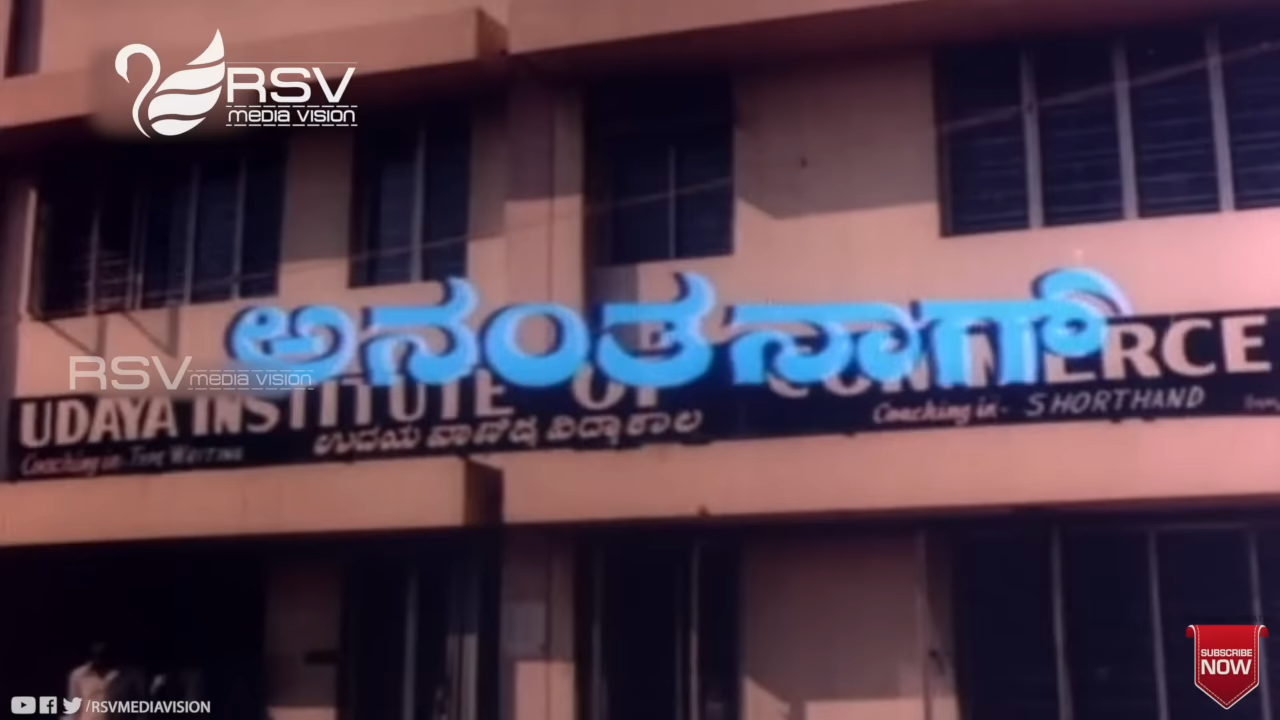 RSV
MEDIA VISION
ಅನಂತನಾಗ್
RSV MEDIA VISION
UDAYA INSTITUTE OF COMMERCE
Coaching in- TYPE WRITING
ಉದಯ ವಾಣಿಜ್ಯ ವಿದ್ಯಾಶಾಲ
Coaching in- SHORTHAND
SUBSCRIBE
NOW
/RSVMEDIAVISION